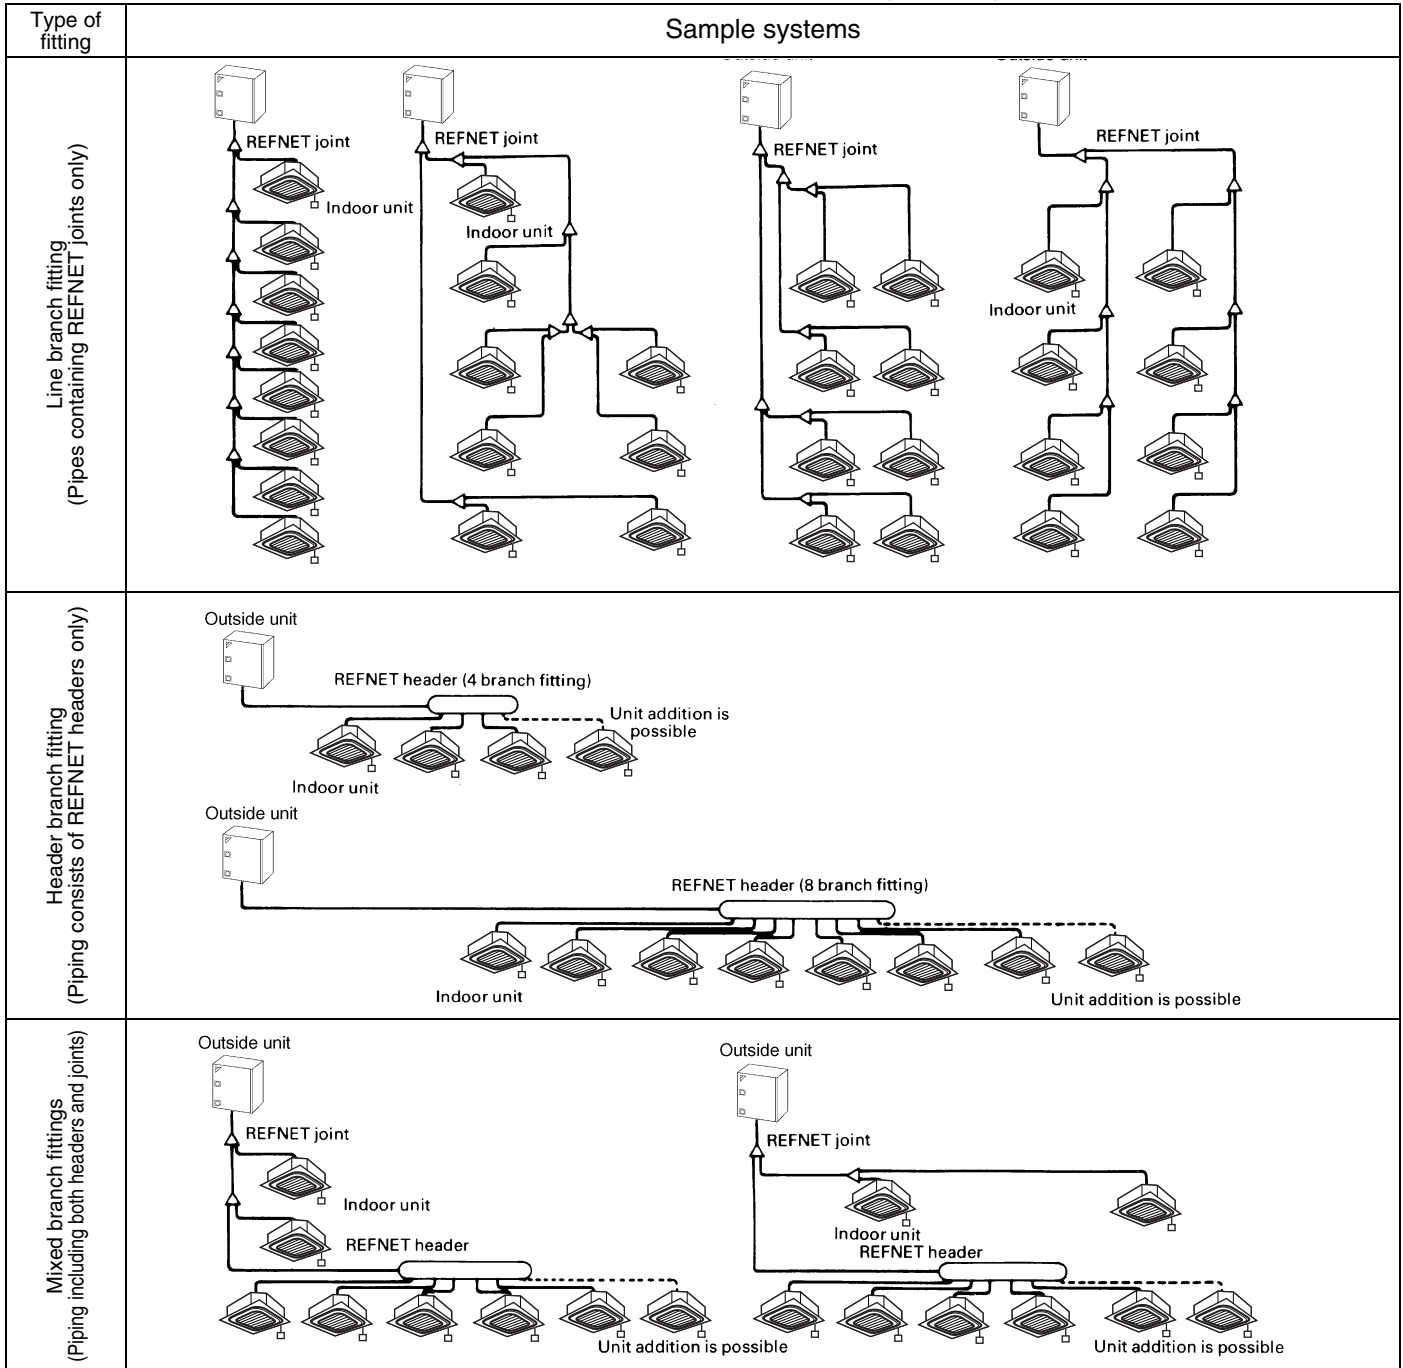 Type of
fitting
Sample systems
Line branch fitting
(Pipes containing REFNET joints only)
REFNET joint
Indoor unit
REFNET joint
Indoor unit
Outside unit
REFNET joint
Outside unit
REFNET joint
Indoor unit
Header branch fitting
(Piping consists of REFNET headers only)
Outside unit
REFNET header (4 branch fitting)
Unit addition is
possible
Indoor unit
Outside unit
REFNET header (8 branch fitting)
Indoor unit
Unit addition is possible
Mixed branch fittings
(Piping including both headers and joints)
Outside unit
REFNET joint
Indoor unit
REFNET header
Unit addition is possible
Outside unit
REFNET joint
Indoor unit
REFNET header
Unit addition is possible